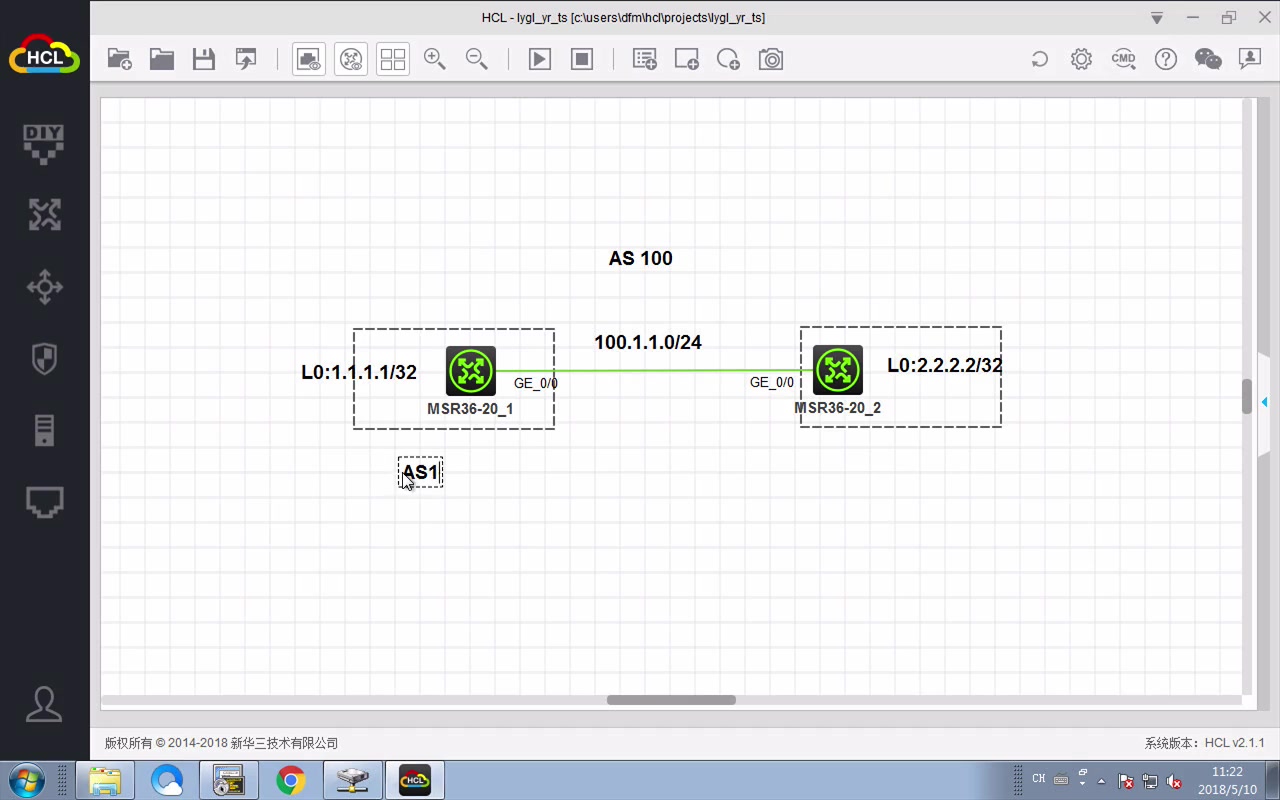 HCL - lygl_yr_ts [c:\users\dfm\hcl\projects\lygl_yr_ts]
HCL
CMD
DIY
AS 100
100.1.1.0/24
L0:1.1.1.1/32
L0:2.2.2.2/32
GE_0/0
GE_0/0
MSR36-20_1
MSR36-20_2
AS1
版权所有 © 2014-2018 新华三技术有限公司
系统版本：HCL v2.1.1
HCL
CH
11:22
2018/5/10